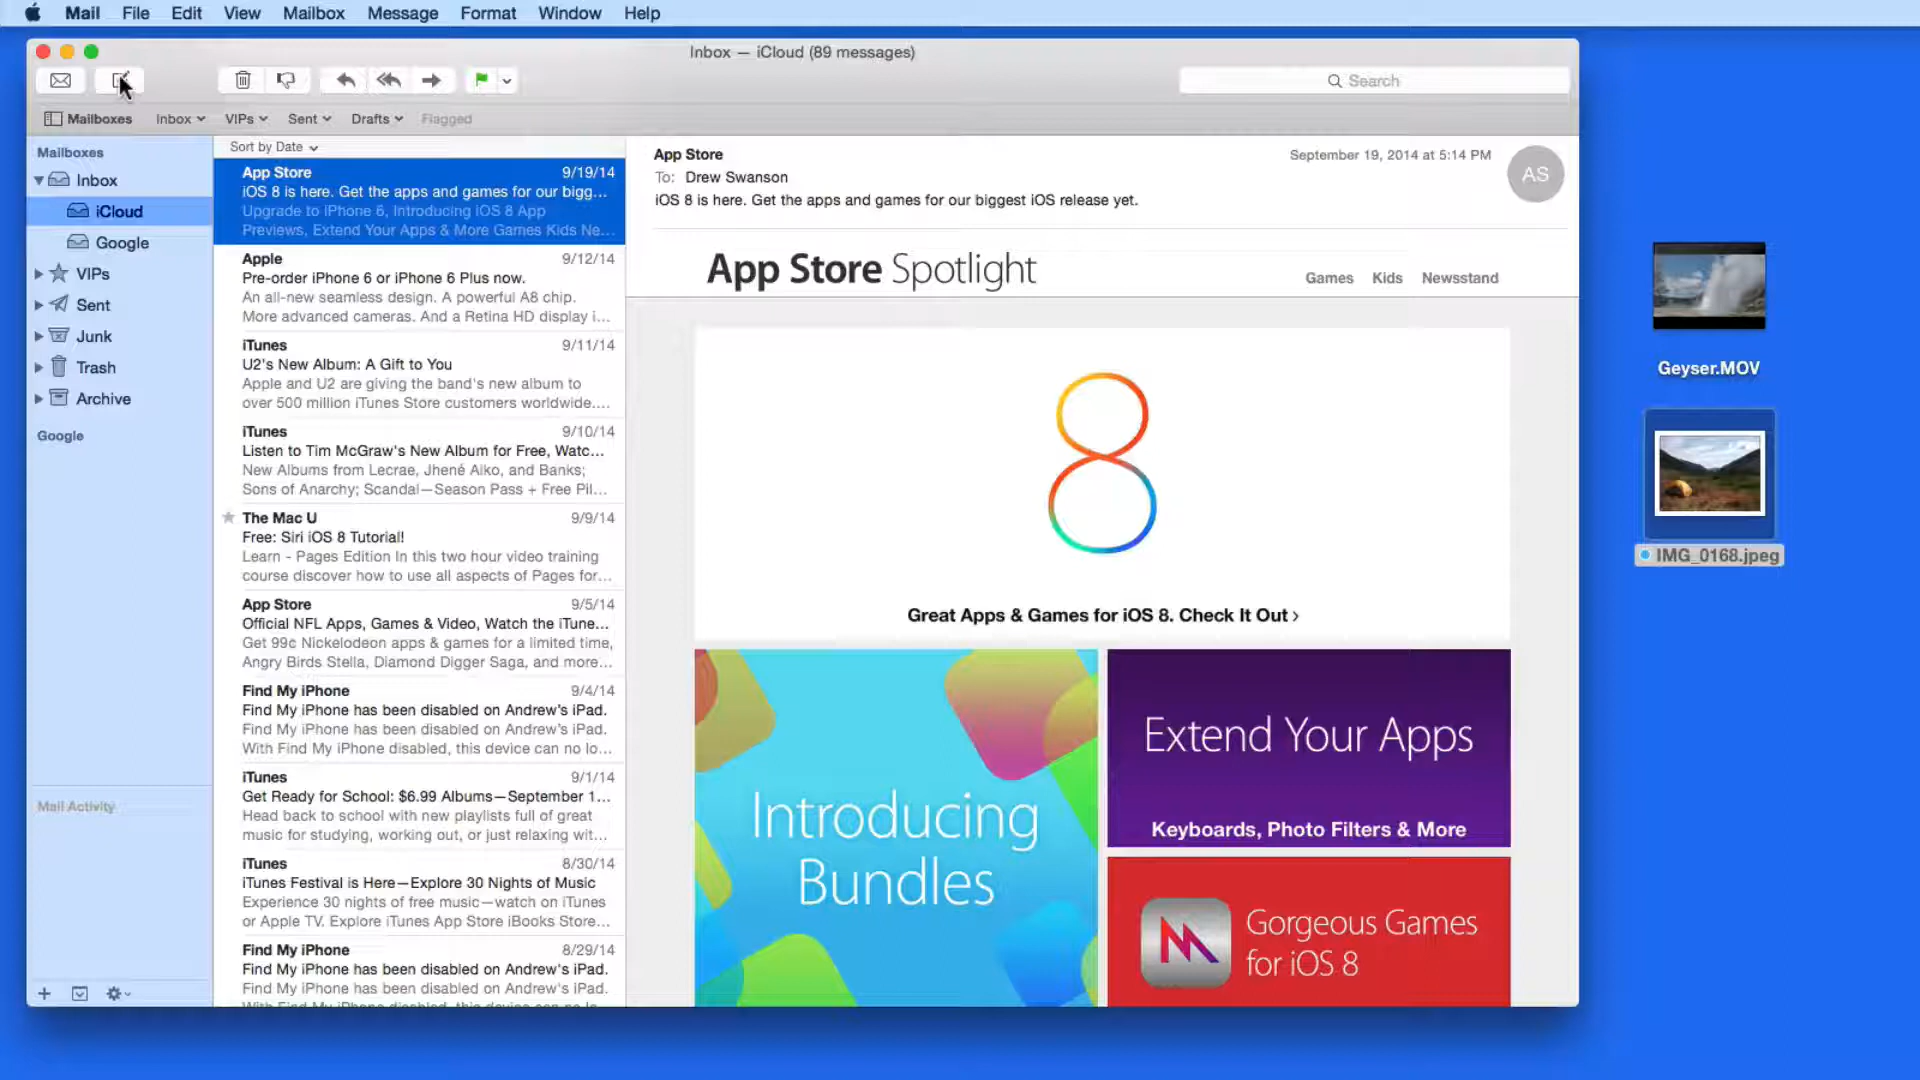 Mail File Edit View Mailbox Message Format Window Help
Inbox — iCloud (89 messages)
Search
Mailboxes Inbox VIPs Sent Drafts Flagged
Mailboxes
Inbox
iCloud
Google
VIPs
Sent
Junk
Trash
Archive
Google
Mail Activity
Sort by Date
App Store 9/19/14
iOS 8 is here. Get the apps and games for our bigg...
Upgrade to iPhone 6, Introducing iOS 8 App
Previews, Extend Your Apps & More Games Kids Ne...
Apple 9/12/14
Pre-order iPhone 6 or iPhone 6 Plus now.
An all-new seamless design. A powerful A8 chip.
More advanced cameras. And a Retina HD display i...
iTunes 9/11/14
U2's New Album: A Gift to You
Apple and U2 are giving the band's new album to
over 500 million iTunes Store customers worldwide....
iTunes 9/10/14
Listen to Tim McGraw's New Album for Free, Watc...
New Albums from Lecrae, Jhené Aiko, and Banks;
Sons of Anarchy; Scandal—Season Pass + Free Pil...
The Mac U 9/9/14
Free: Siri iOS 8 Tutorial!
Learn - Pages Edition In this two hour video training
course discover how to use all aspects of Pages for...
App Store 9/5/14
Official NFL Apps, Games & Video, Watch the iTune...
Get 99¢ Nickelodeon apps & games for a limited time,
Angry Birds Stella, Diamond Digger Saga, and more...
Find My iPhone 9/4/14
Find My iPhone has been disabled on Andrew's iPad.
Find My iPhone has been disabled on Andrew's iPad.
With Find My iPhone disabled, this device can no lo...
iTunes 9/1/14
Get Ready for School: $6.99 Albums—September 1...
Head back to school with new playlists full of great
music for studying, working out, or just relaxing wit...
iTunes 8/30/14
iTunes Festival is Here—Explore 30 Nights of Music
Experience 30 nights of free music—watch on iTunes
or Apple TV. Explore iTunes App Store iBooks Store...
Find My iPhone 8/29/14
Find My iPhone has been disabled on Andrew's iPad.
Find My iPhone has been disabled on Andrew's iPad.
With Find My iPhone disabled, this device can no lo...
App Store September 19, 2014 at 5:14 PM
AS
To: Drew Swanson
iOS 8 is here. Get the apps and games for our biggest iOS release yet.
App Store Spotlight
Games Kids Newsstand
8
Great Apps & Games for iOS 8. Check It Out ›
Introducing
Bundles
Extend Your Apps
Keyboards, Photo Filters & More
Gorgeous Games
for iOS 8
Geyser.MOV
IMG_0168.jpeg